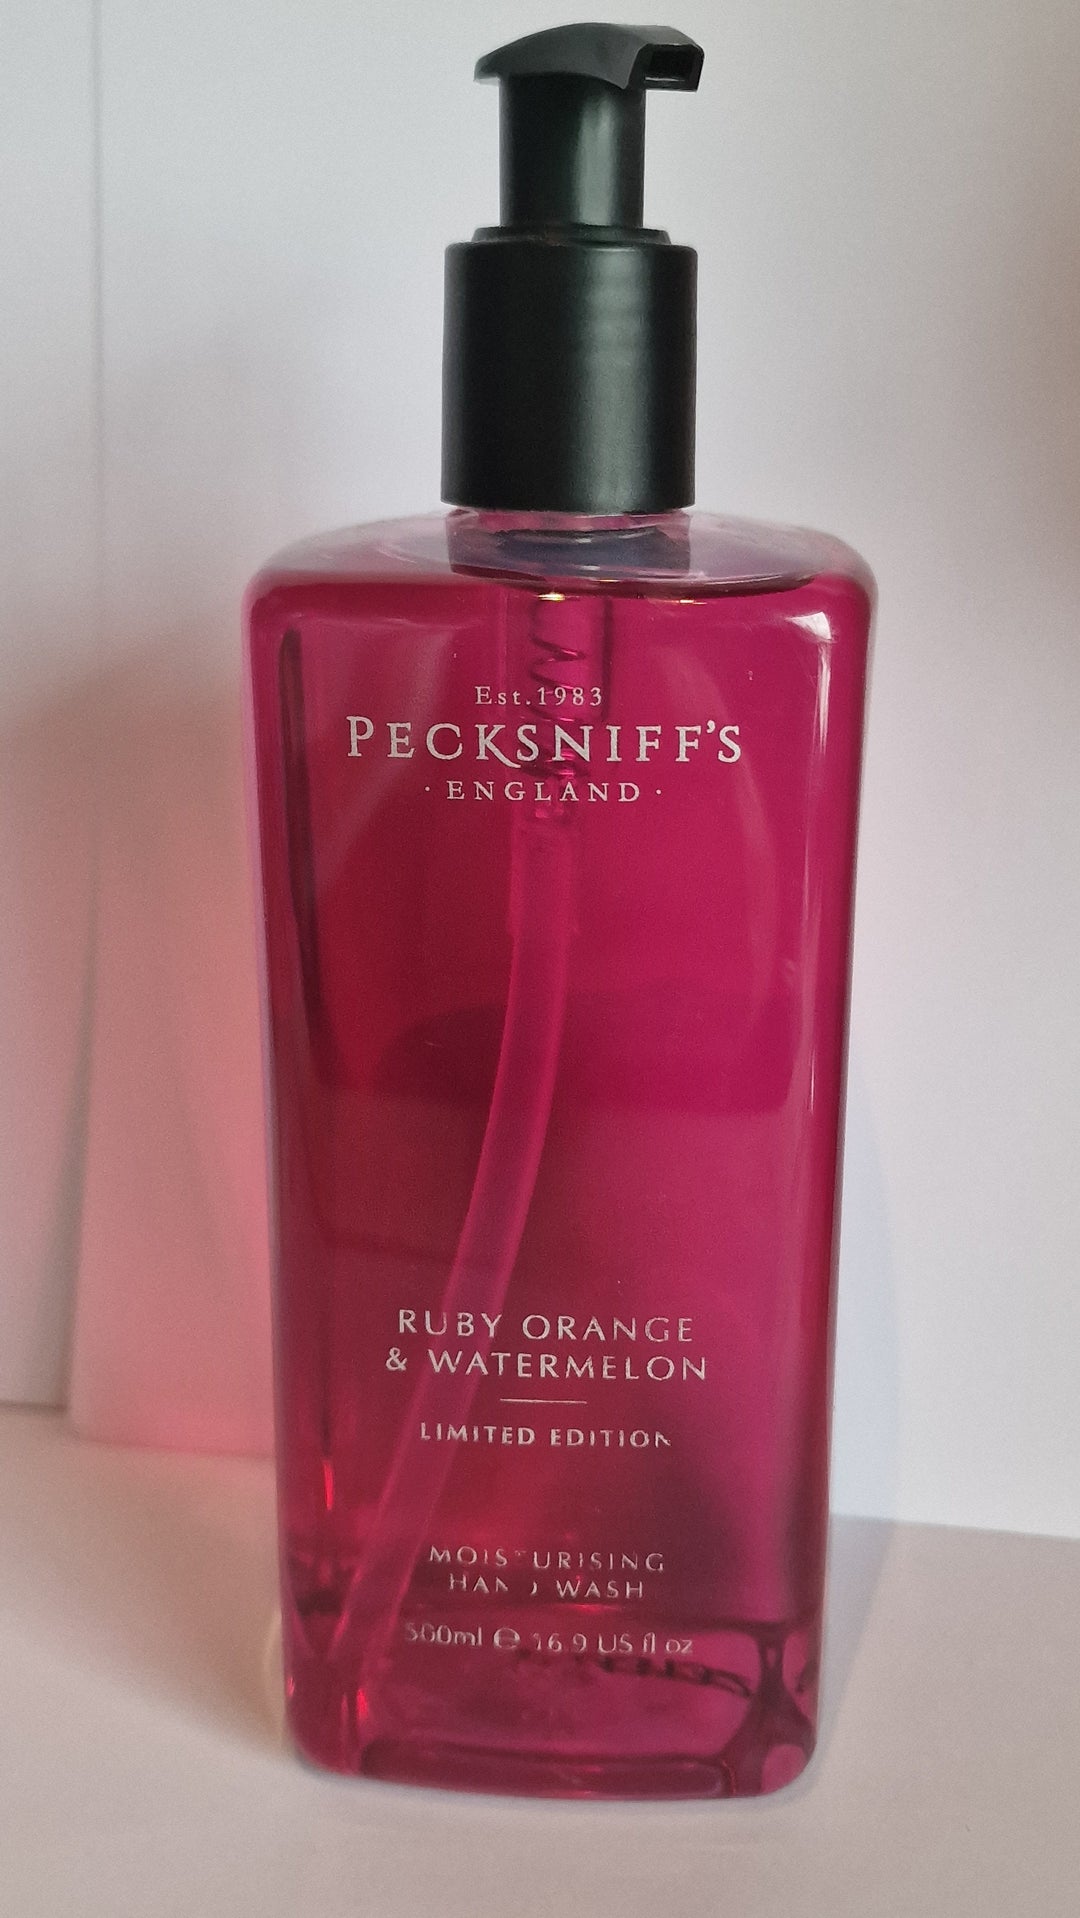 Est.1983
PECKSNIFF'S
· ENGLAND ·
RUBY ORANGE
& WATERMELON
LIMITED EDITION
MOISTURISING
HAND WASH
500ml ℮ 16.9 US fl oz